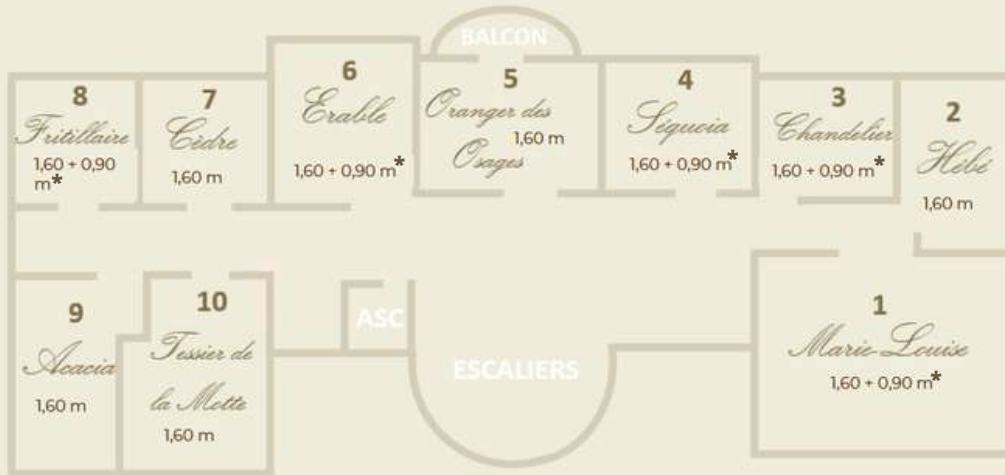 BALCON
8
Fritillaire
1,60 + 0,90
m*
7
Cèdre
1,60 m
6
Erable
1,60 + 0,90 m*
5
Oranger des
1,60 m
Osages
4
Séquoia
1,60 + 0,90 m*
3
Chandelier
1,60 + 0,90 m*
2
Hébé
1,60 m
9
Acacia
1,60 m
10
Tessier de
la Motte
1,60 m
ASC
ESCALIERS
1
Marie-Louise
1,60 + 0,90 m*